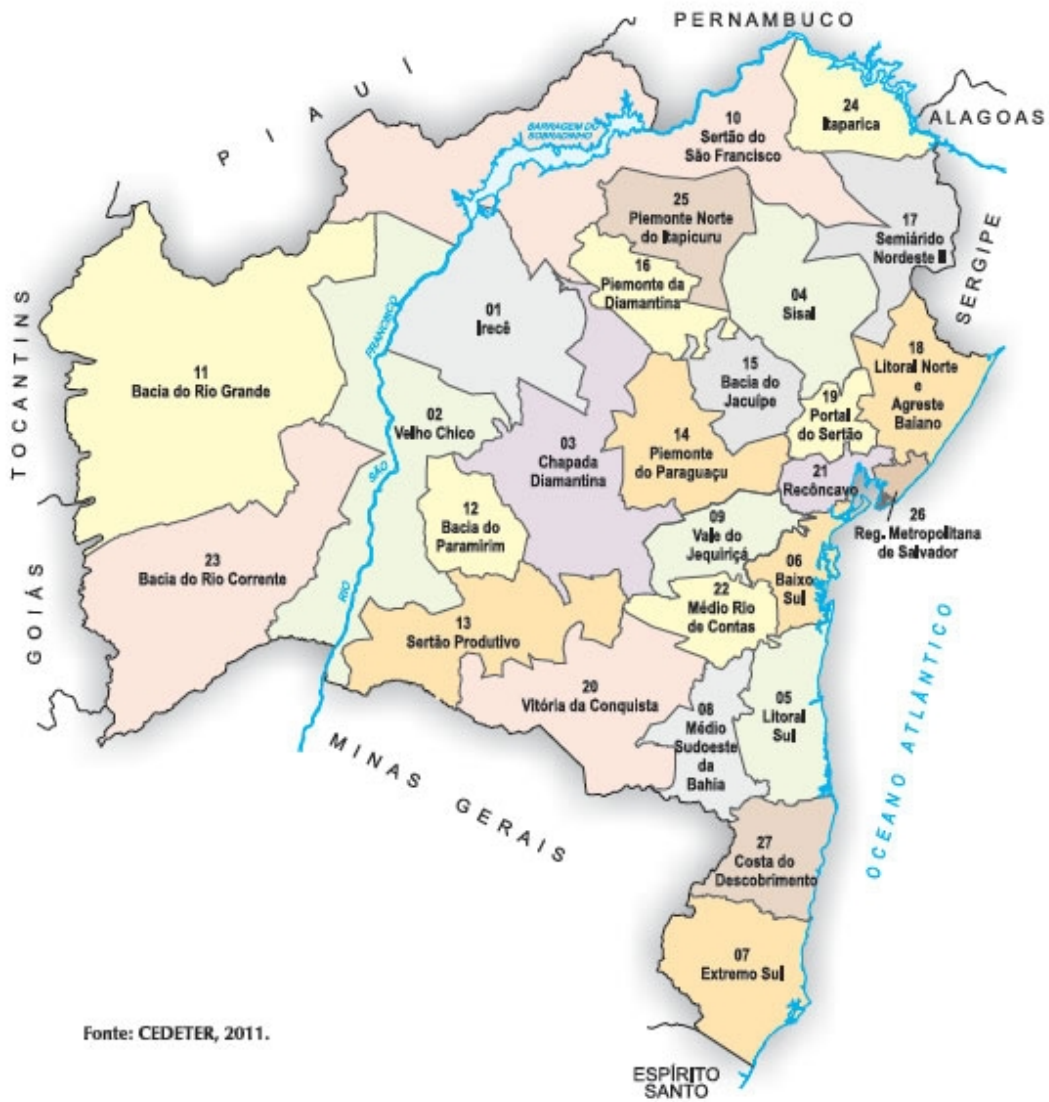 PERNAMBUCO
PIAUI
ALAGOAS
SERGIPE
TOCANTINS
GOIÁS
MINAS GERAIS
ESPÍRITO
SANTO
OCEANO ATLÂNTICO
BARRAGEM DO
SOBRADINHO
RIO SÃO FRANCISCO
24
Itaparica
10
Sertão do
São Francisco
25
Piemonte Norte
do Itapicuru
17
Semiárido
Nordeste II
16
Piemonte da
Diamantina
04
Sisal
01
Irecê
18
Litoral Norte
e
Agreste
Baiano
15
Bacia do
Jacuípe
11
Bacia do Rio Grande
19
Portal
do Sertão
02
Velho Chico
03
Chapada
Diamantina
14
Piemonte
do Paraguaçu
21
Recôncavo
26
Reg. Metropolitana
de Salvador
12
Bacia do
Paramirim
09
Vale do
Jequiriçá
06
Baixo
Sul
23
Bacia do Rio Corrente
22
Médio Rio
de Contas
13
Sertão Produtivo
20
Vitória da Conquista
05
Litoral
Sul
08
Médio
Sudoeste
da
Bahia
27
Costa do
Descobrimento
07
Extremo Sul
Fonte: CEDETER, 2011.